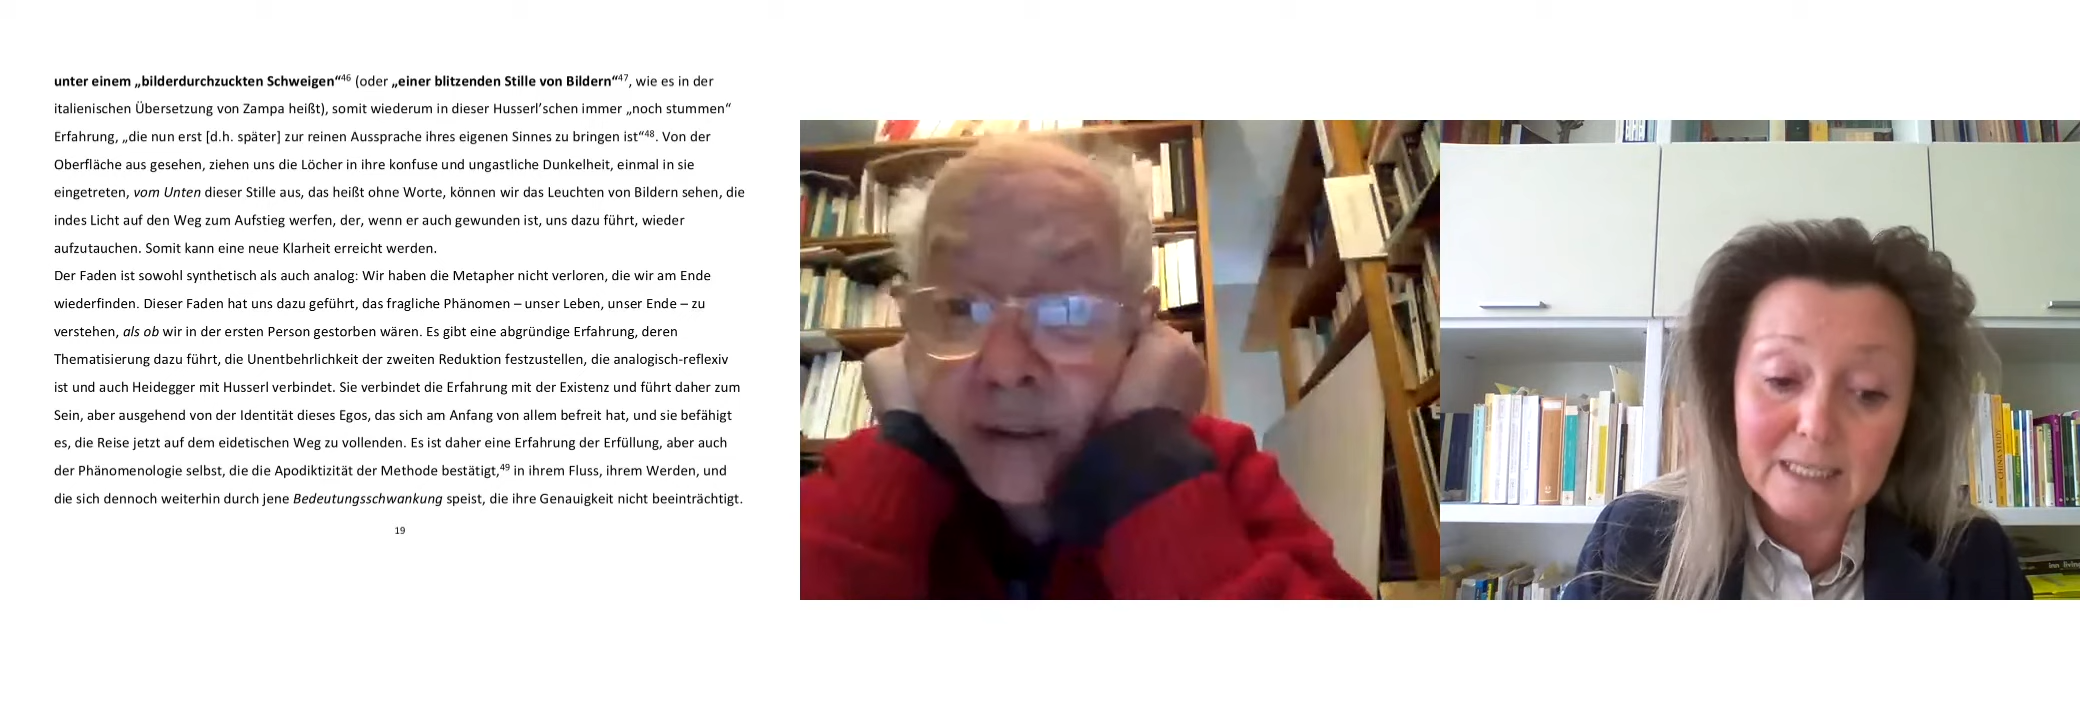 unter einem „bilderdurchzuckten Schweigen“46 (oder „einer blitzenden Stille von Bildern“47, wie es in der
italienischen Übersetzung von Zampa heißt), somit wiederum in dieser Husserl’schen immer „noch stummen“
Erfahrung, „die nun erst [d.h. später] zur reinen Aussprache ihres eigenen Sinnes zu bringen ist“48. Von der
Oberfläche aus gesehen, ziehen uns die Löcher in ihre konfuse und ungastliche Dunkelheit, einmal in sie
eingetreten, vom Unten dieser Stille aus, das heißt ohne Worte, können wir das Leuchten von Bildern sehen, die
indes Licht auf den Weg zum Aufstieg werfen, der, wenn er auch gewunden ist, uns dazu führt, wieder
aufzutauchen. Somit kann eine neue Klarheit erreicht werden.
Der Faden ist sowohl synthetisch als auch analog: Wir haben die Metapher nicht verloren, die wir am Ende
wiederfinden. Dieser Faden hat uns dazu geführt, das fragliche Phänomen – unser Leben, unser Ende – zu
verstehen, als ob wir in der ersten Person gestorben wären. Es gibt eine abgründige Erfahrung, deren
Thematisierung dazu führt, die Unentbehrlichkeit der zweiten Reduktion festzustellen, die analogisch-reflexiv
ist und auch Heidegger mit Husserl verbindet. Sie verbindet die Erfahrung mit der Existenz und führt daher zum
Sein, aber ausgehend von der Identität dieses Egos, das sich am Anfang von allem befreit hat, und sie befähigt
es, die Reise jetzt auf dem eidetischen Weg zu vollenden. Es ist daher eine Erfahrung der Erfüllung, aber auch
der Phänomenologie selbst, die die Apodiktizität der Methode bestätigt,49 in ihrem Fluss, ihrem Werden, und
die sich dennoch weiterhin durch jene Bedeutungsschwankung speist, die ihre Genauigkeit nicht beeinträchtigt.
19